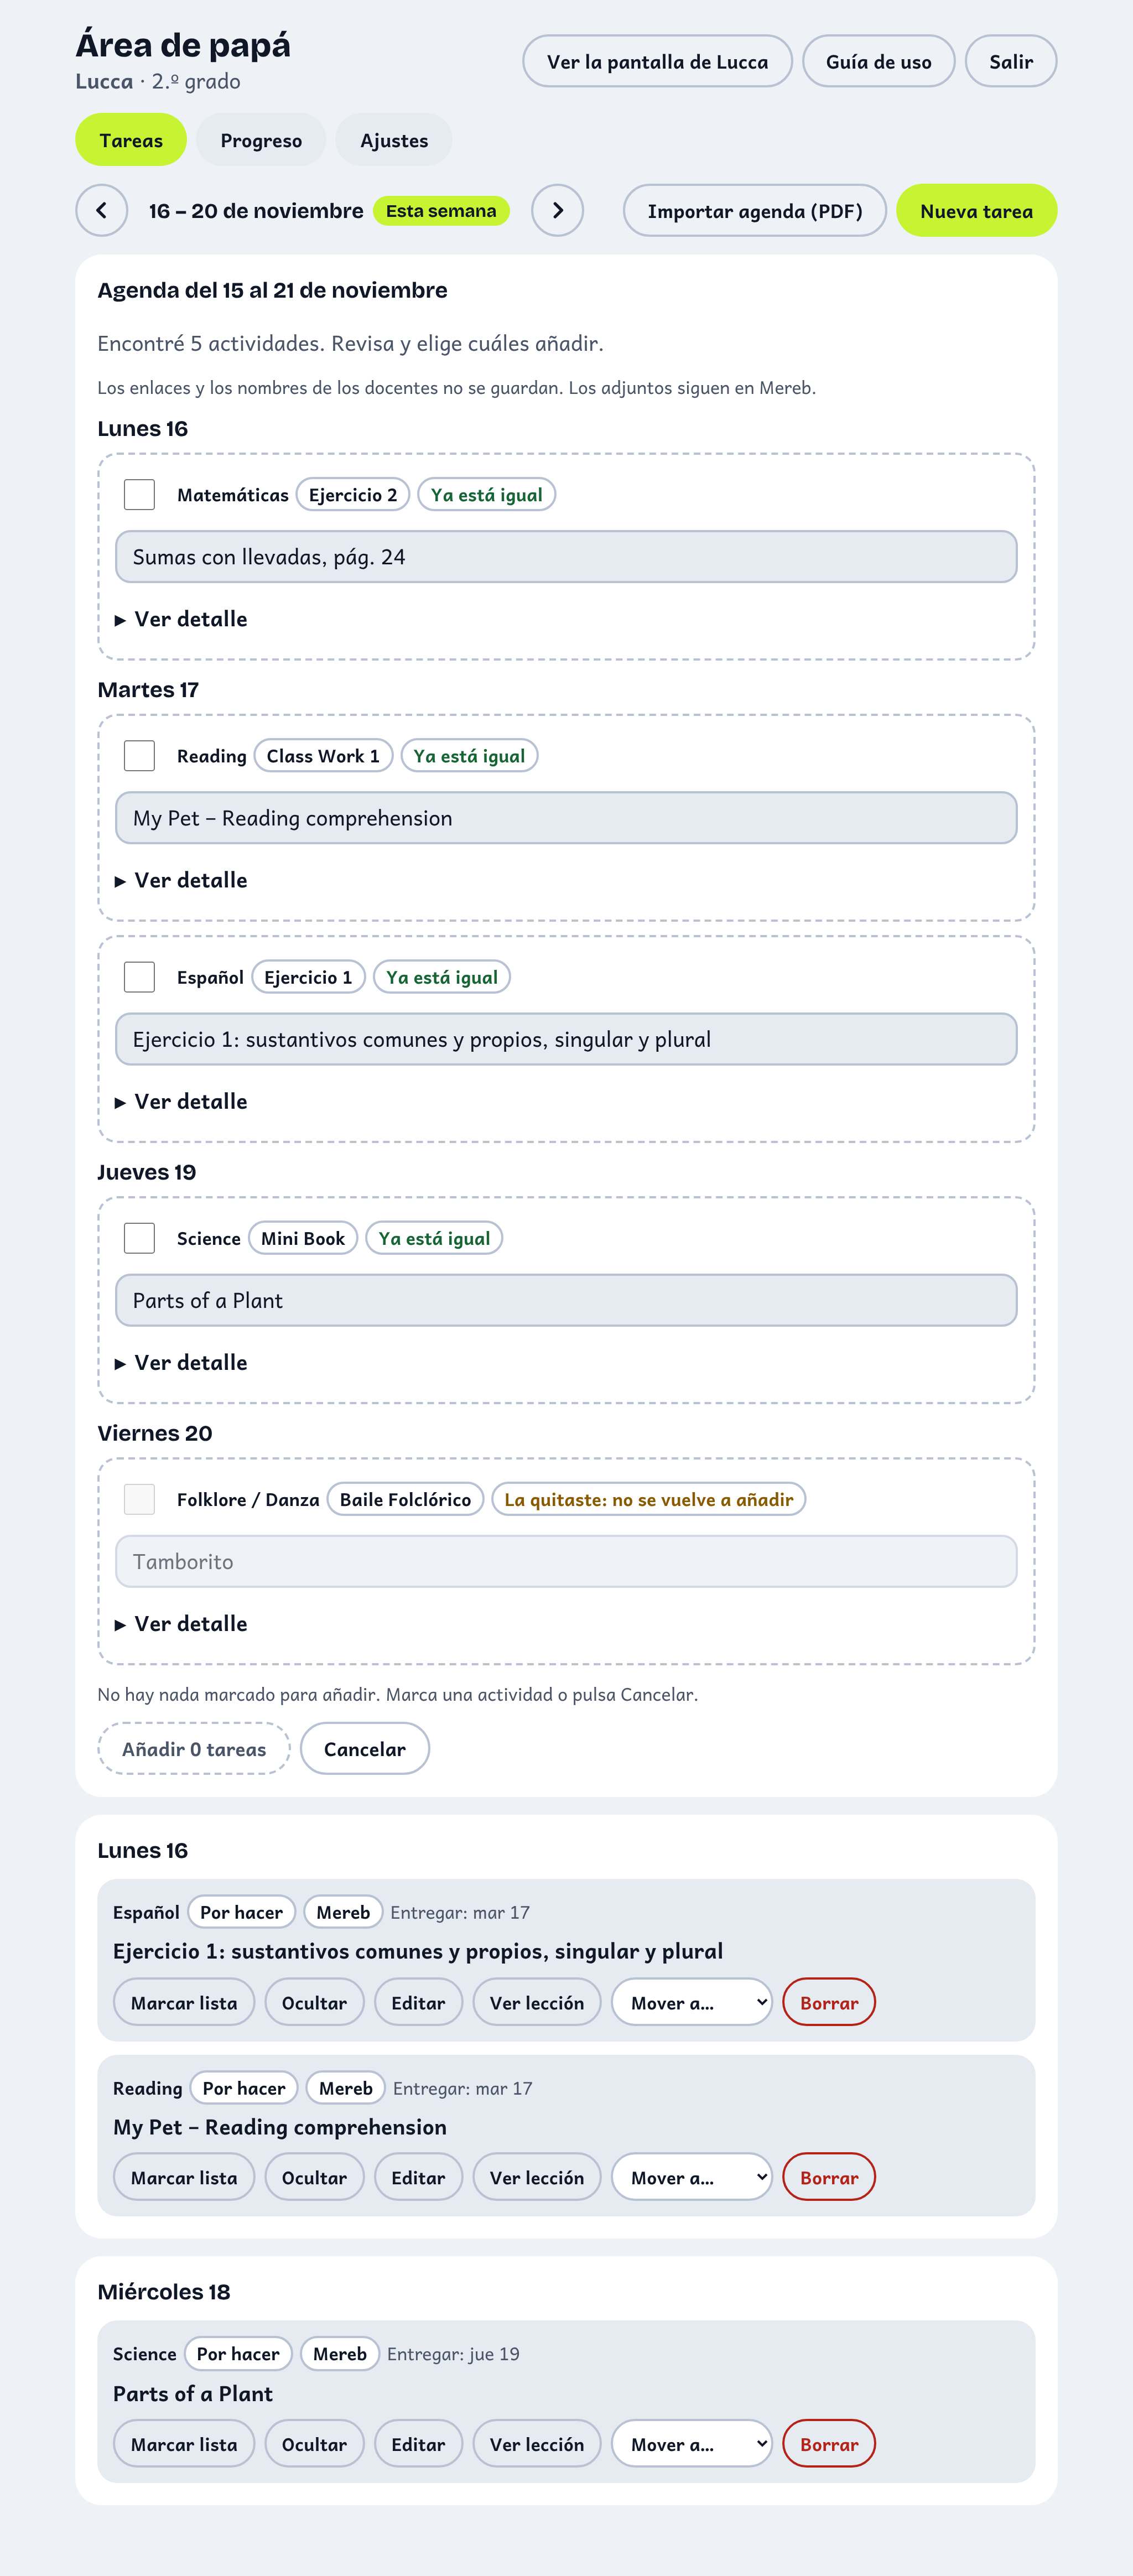 Área de papá
Lucca · 2.º grado
Ver la pantalla de Lucca
Guía de uso
Salir
Tareas
Progreso
Ajustes
16 – 20 de noviembre Esta semana
Importar agenda (PDF)
Nueva tarea
Agenda del 15 al 21 de noviembre
Encontré 5 actividades. Revisa y elige cuáles añadir.
Los enlaces y los nombres de los docentes no se guardan. Los adjuntos siguen en Mereb.
Lunes 16
Matemáticas Ejercicio 2 Ya está igual
Sumas con llevadas, pág. 24
Ver detalle
Martes 17
Reading Class Work 1 Ya está igual
My Pet – Reading comprehension
Ver detalle
Español Ejercicio 1 Ya está igual
Ejercicio 1: sustantivos comunes y propios, singular y plural
Ver detalle
Jueves 19
Science Mini Book Ya está igual
Parts of a Plant
Ver detalle
Viernes 20
Folklore / Danza Baile Folclórico La quitaste: no se vuelve a añadir
Tamborito
Ver detalle
No hay nada marcado para añadir. Marca una actividad o pulsa Cancelar.
Añadir 0 tareas Cancelar
Lunes 16
Español Por hacer Mereb Entregar: mar 17
Ejercicio 1: sustantivos comunes y propios, singular y plural
Marcar lista Ocultar Editar Ver lección Mover a... Borrar
Reading Por hacer Mereb Entregar: mar 17
My Pet – Reading comprehension
Marcar lista Ocultar Editar Ver lección Mover a... Borrar
Miércoles 18
Science Por hacer Mereb Entregar: jue 19
Parts of a Plant
Marcar lista Ocultar Editar Ver lección Mover a... Borrar